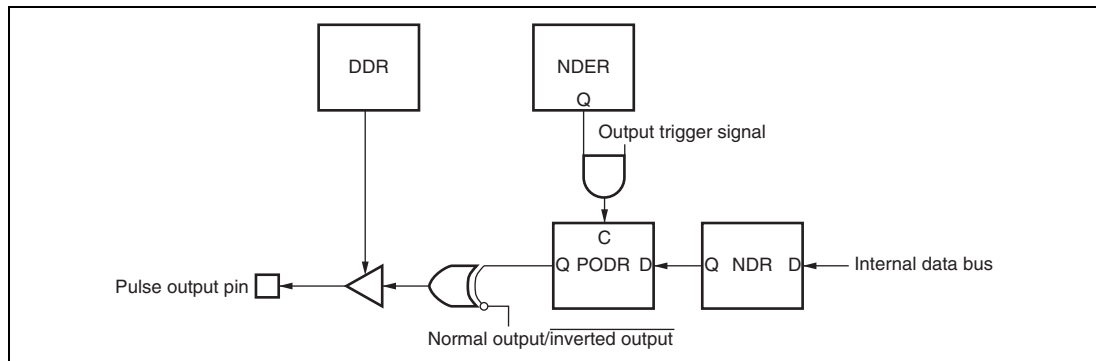 DDR
NDER
Q
Output trigger signal
C
Q PODR D
Q NDR D
Internal data bus
Pulse output pin
Normal output/inverted output